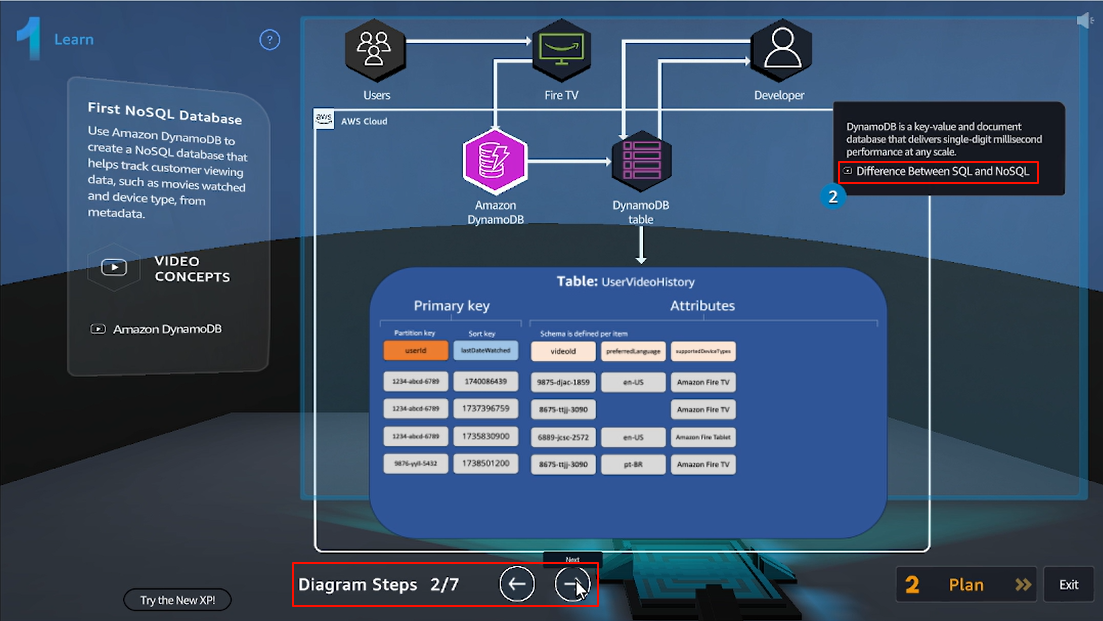 1 Learn
?
First NoSQL Database
Use Amazon DynamoDB to
create a NoSQL database that
helps track customer viewing
data, such as movies watched
and device type, from
metadata.
VIDEO
CONCEPTS
Amazon DynamoDB
Users
Fire TV
Developer
aws AWS Cloud
Amazon
DynamoDB
DynamoDB
table
DynamoDB is a key-value and document
database that delivers single-digit millisecond
performance at any scale.
Difference Between SQL and NoSQL
2
Table: UserVideoHistory
Primary key Attributes
Partition key Sort key Schema is defined per item
userId lastDateWatched videoId preferredLanguage supportedDeviceTypes
1234-abcd-6789 1740086439 9875-djac-1859 en-US Amazon Fire TV
1234-abcd-6789 1737396759 8675-ttjj-3090 Amazon Fire TV
1234-abcd-6789 1735830900 6889-jcsc-2572 en-US Amazon Fire Tablet
9876-yyll-5432 1738501200 8675-ttjj-3090 pt-BR Amazon Fire TV
Next
Diagram Steps 2/7
Try the New XP!
2 Plan
Exit